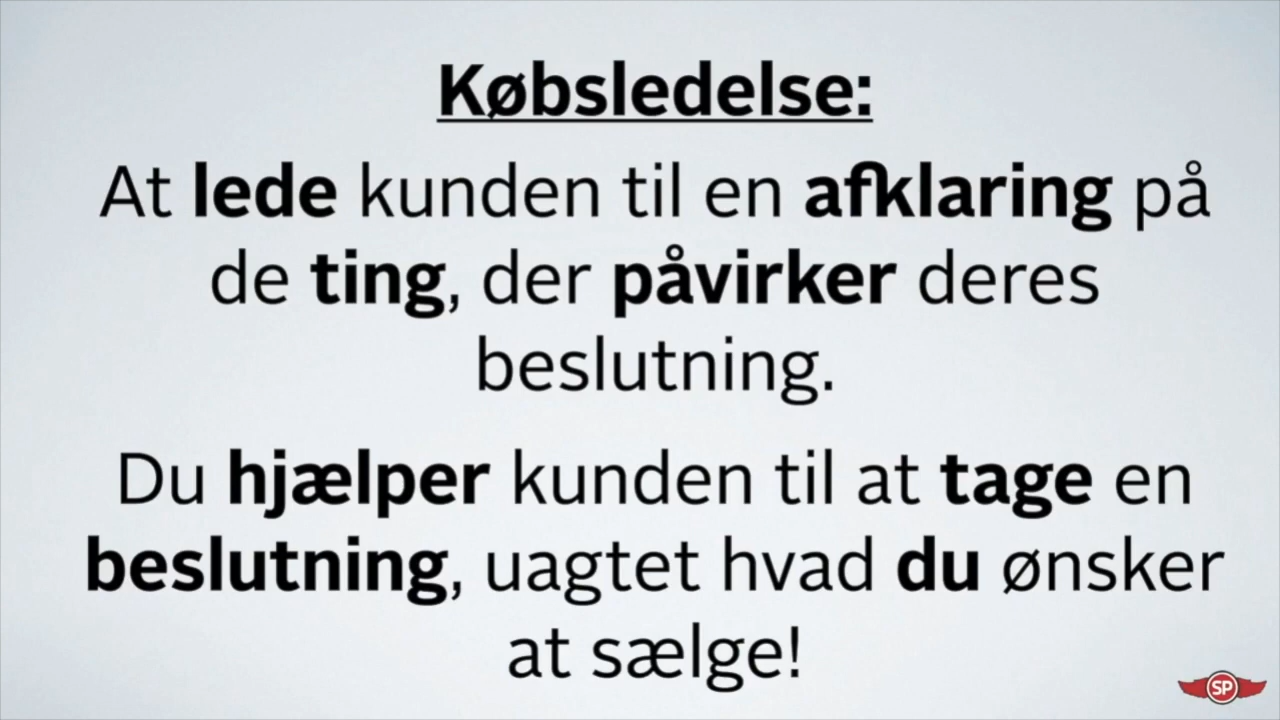 Købsledelse:
At lede kunden til en afklaring på
de ting, der påvirker deres
beslutning.
Du hjælper kunden til at tage en
beslutning, uagtet hvad du ønsker
at sælge!
SP